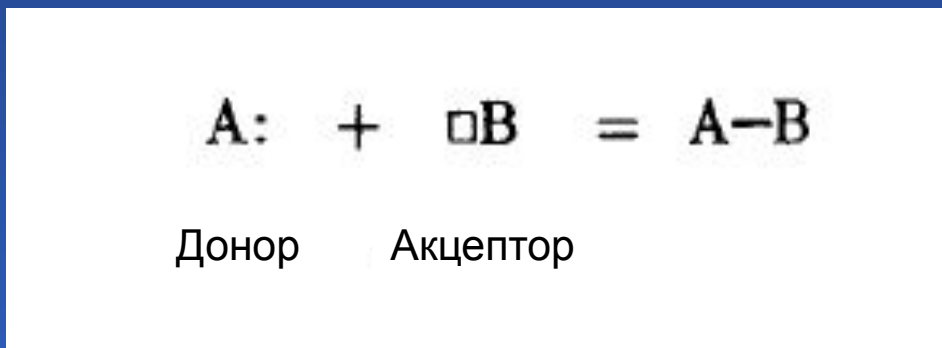 A: + □B = A−B
Донор Акцептор